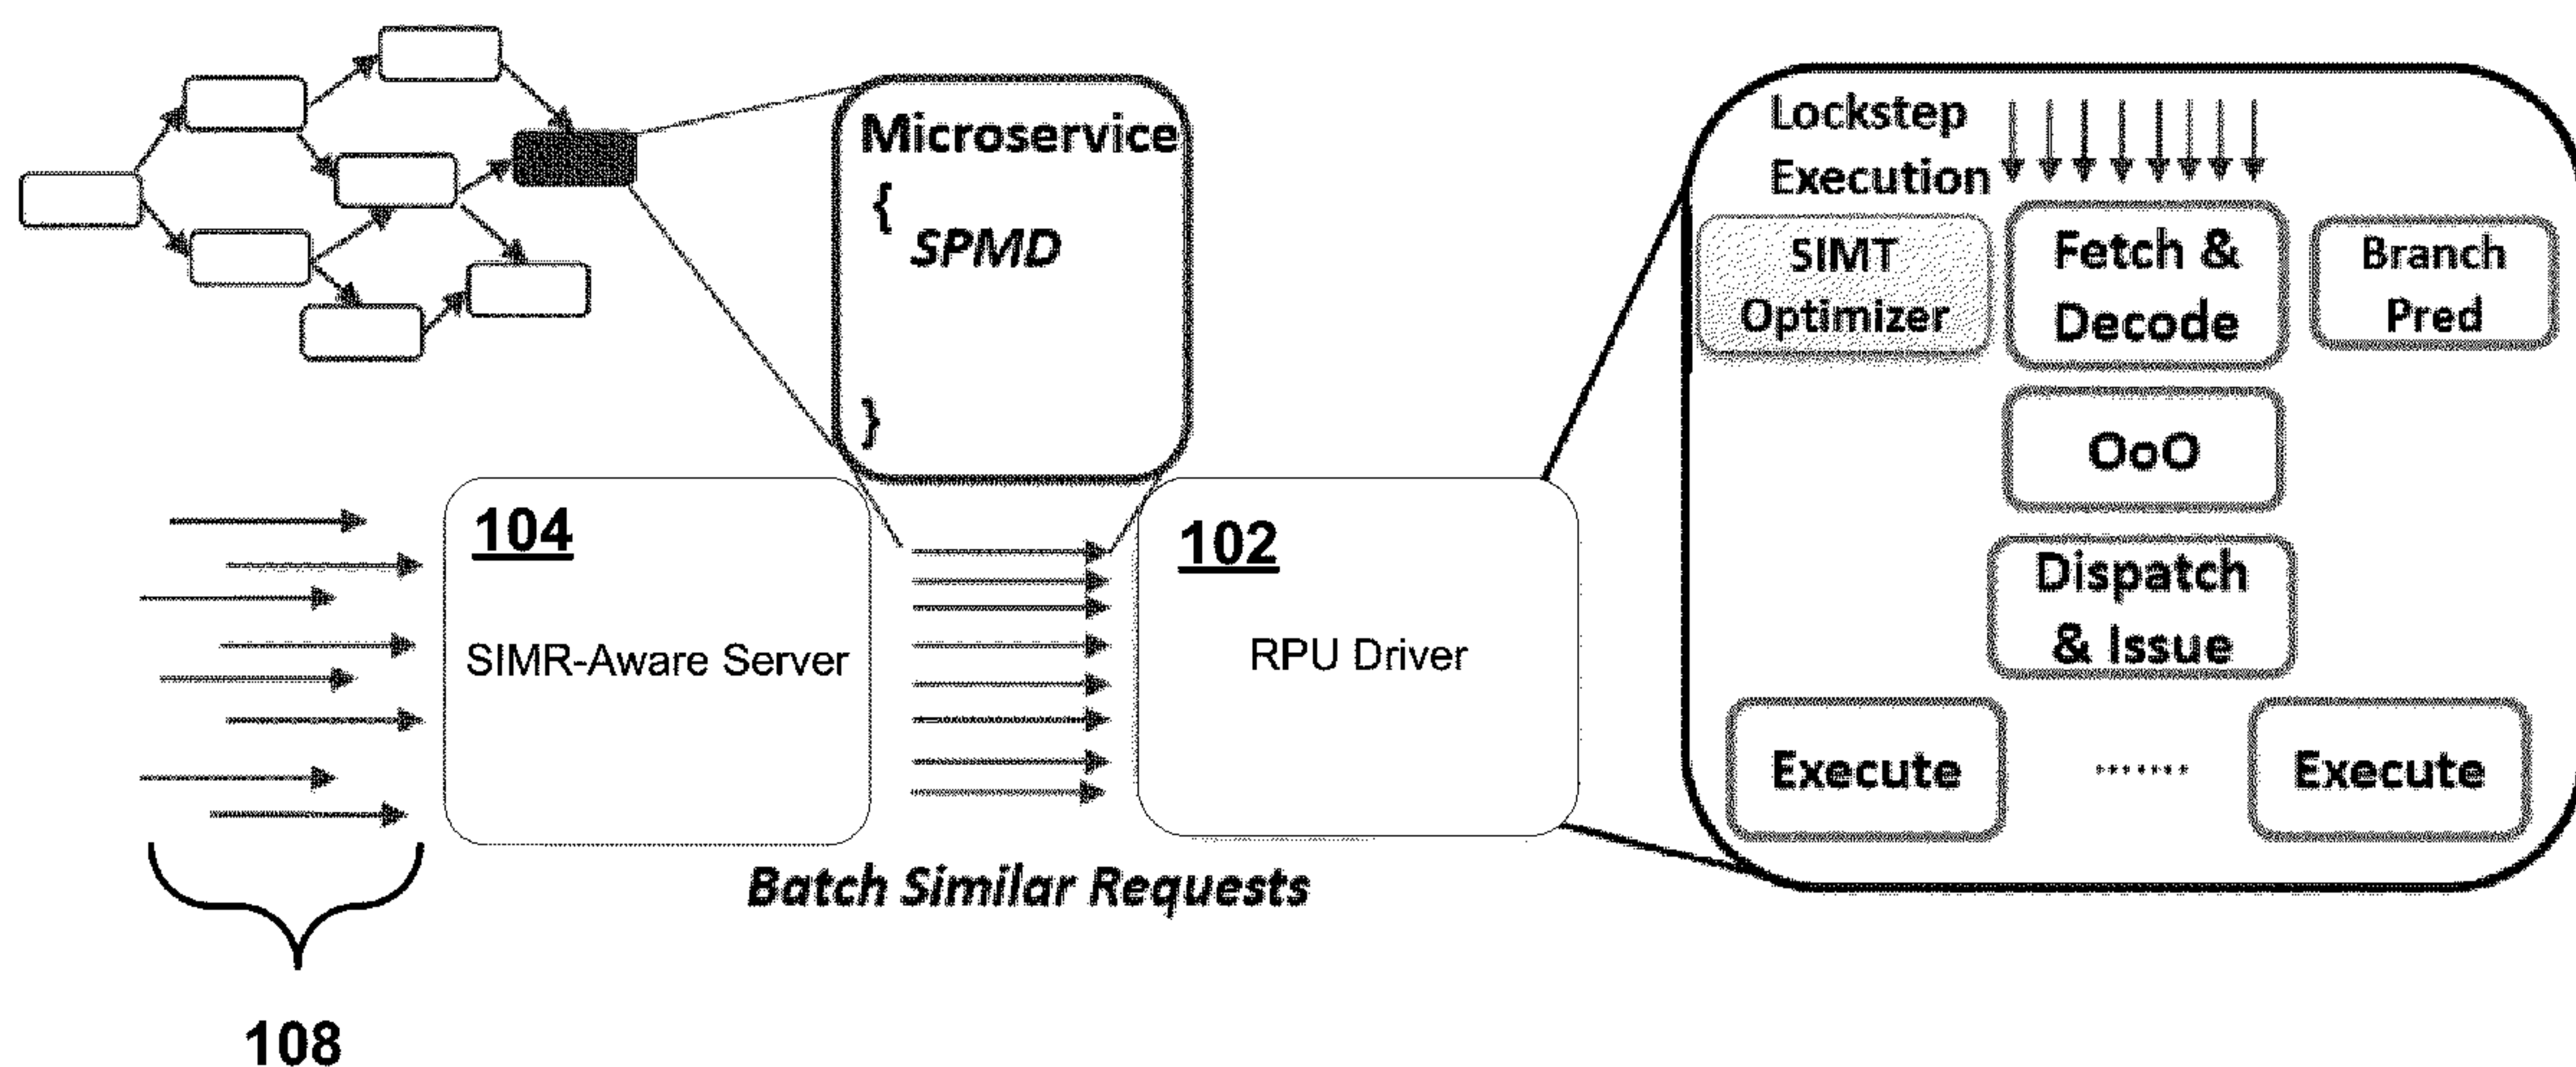 Microservice
{
SPMD
}
104
SIMR-Aware Server
102
RPU Driver
Batch Similar Requests
108
Lockstep
Execution
SIMT
Optimizer
Fetch &
Decode
Branch
Pred
OoO
Dispatch
& Issue
Execute
.......
Execute